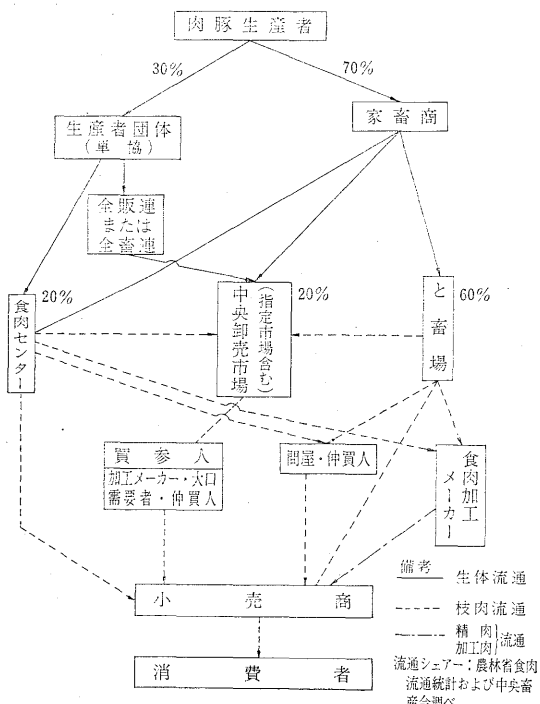 肉豚生産者
30%
70%
生産者団体
(単協)
家畜商
全販連
または
全畜連
食肉センター
20%
中央卸売市場
(指定市場含む)
20%
と畜場
60%
買参人
加工メーカー・大口
需要者・仲買人
問屋・仲買人
食肉加工
メーカー
小売商
消費者
備考
生体流通
枝肉流通
精肉
加工肉}流通
流通シェアー:農林省食肉
流通統計および中央畜
産会調べ